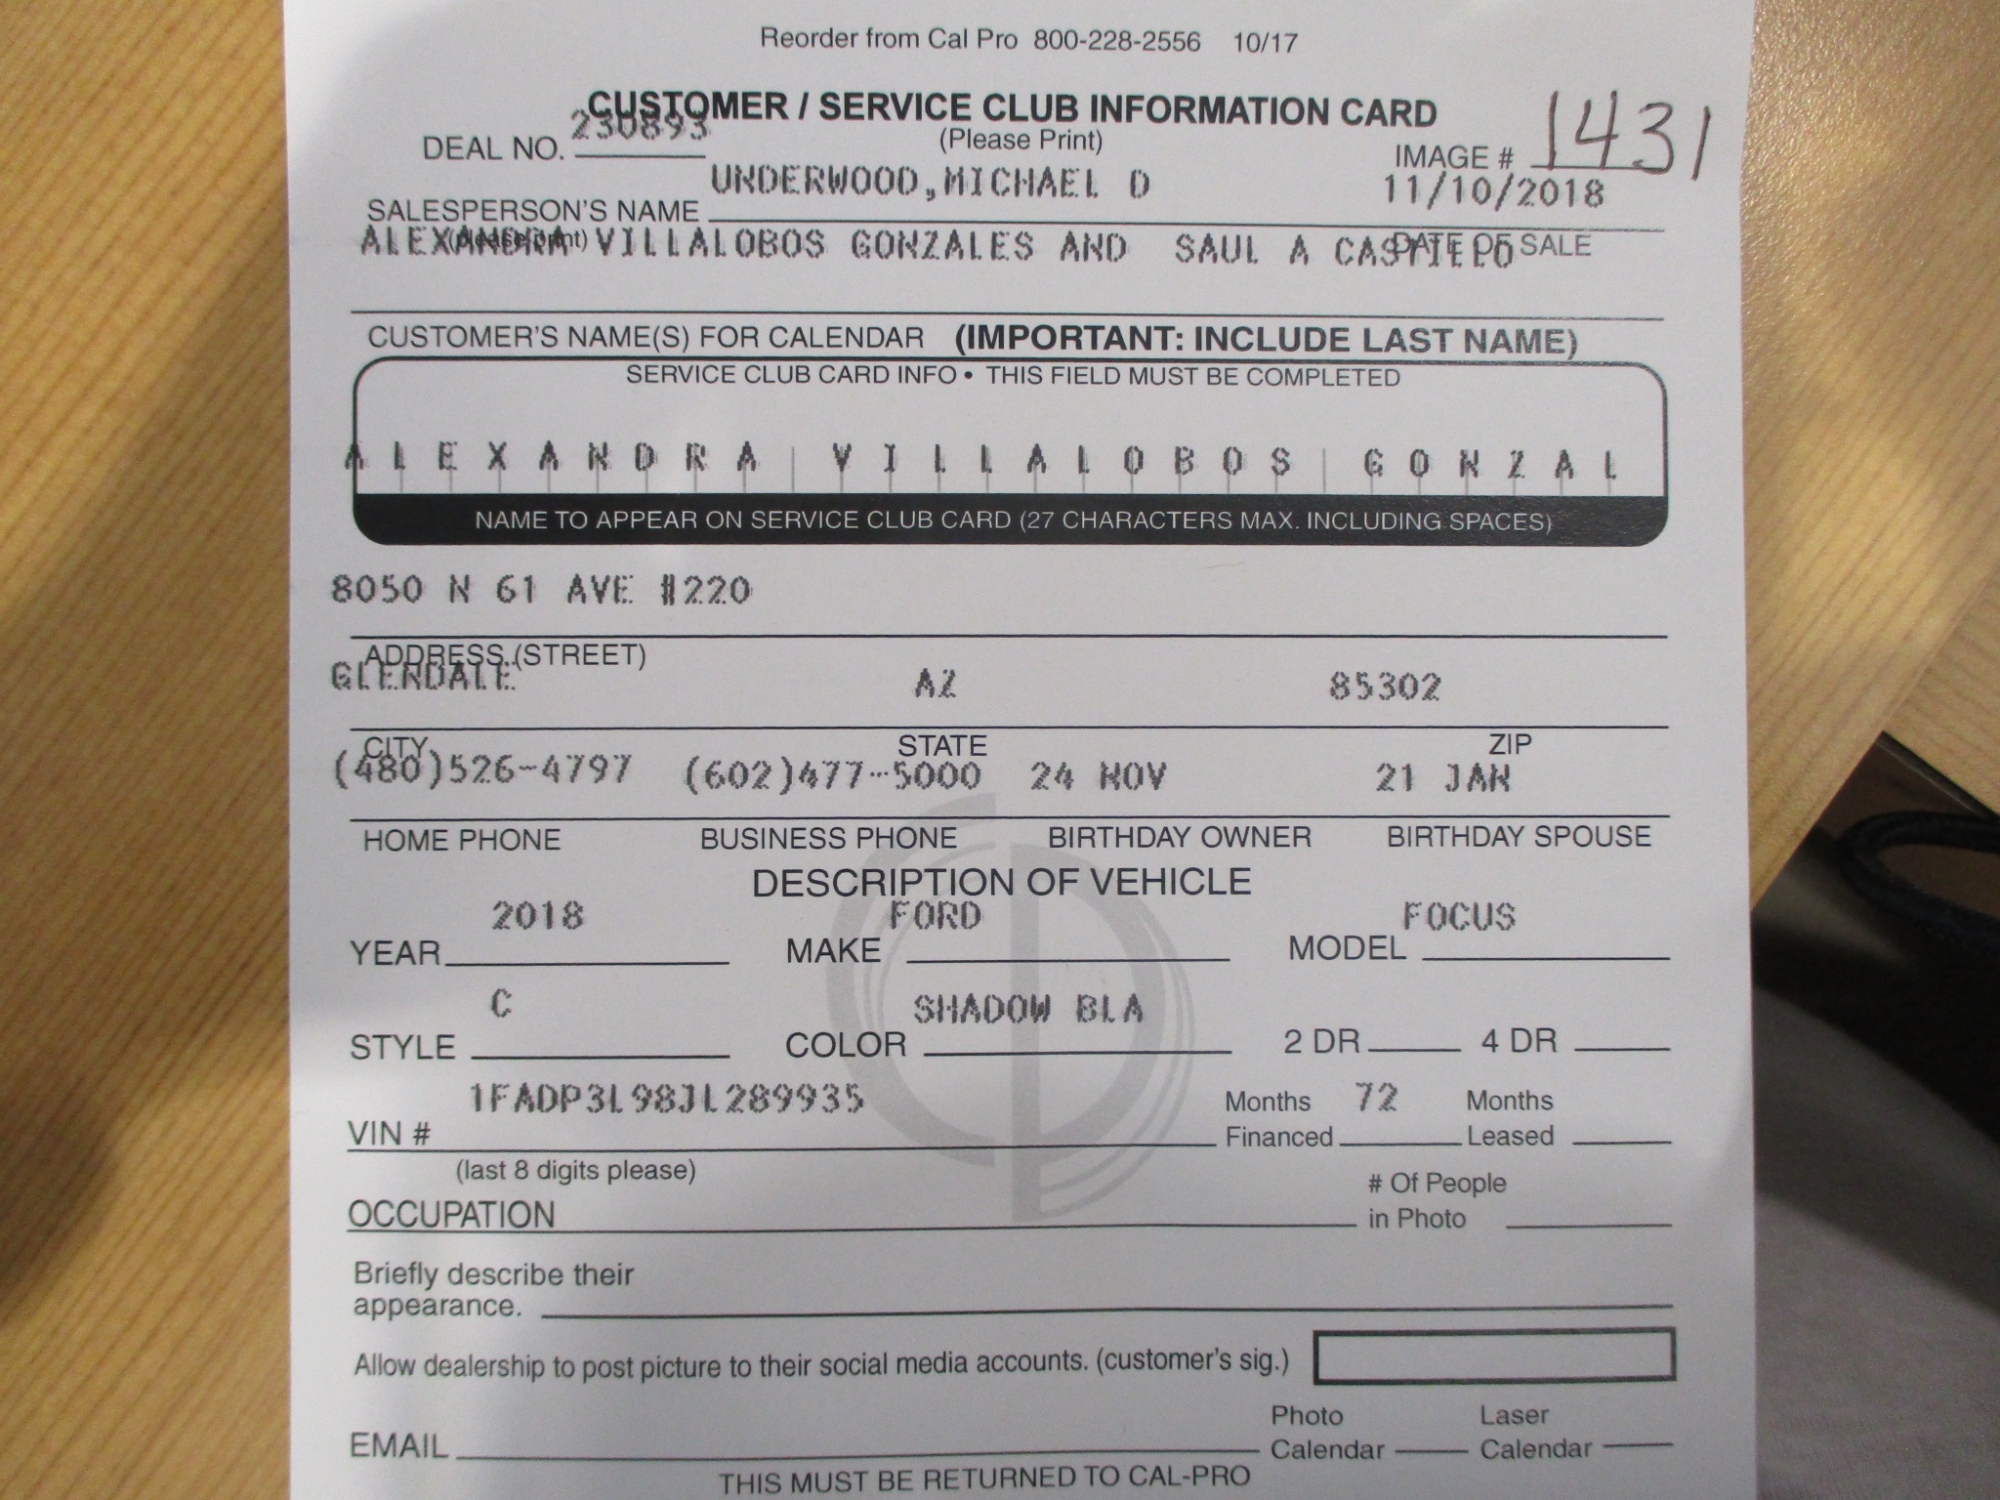 Reorder from Cal Pro 800-228-2556 10/17
CUSTOMER / SERVICE CLUB INFORMATION CARD
(Please Print)
DEAL NO. 230893
IMAGE # 1431
UNDERWOOD,MICHAEL D 11/10/2018
SALESPERSON'S NAME
(please print)
DATE OF SALE
ALEXANDRA VILLALOBOS GONZALES AND SAUL A CASTILLO
CUSTOMER'S NAME(S) FOR CALENDAR (IMPORTANT: INCLUDE LAST NAME)
SERVICE CLUB CARD INFO • THIS FIELD MUST BE COMPLETED
ALEXANDRA VILLALOBOS GONZAL
NAME TO APPEAR ON SERVICE CLUB CARD (27 CHARACTERS MAX. INCLUDING SPACES)
8050 N 61 AVE #220
ADDRESS (STREET)
GLENDALE AZ 85302
CITY STATE ZIP
(480)526-4797 (602)477-5000 24 NOV 21 JAN
HOME PHONE BUSINESS PHONE BIRTHDAY OWNER BIRTHDAY SPOUSE
DESCRIPTION OF VEHICLE
2018 FORD FOCUS
YEAR MAKE MODEL
C SHADOW BLA
STYLE COLOR 2 DR 4 DR
1FADP3L98JL289935 Months 72 Months
VIN # Financed Leased
(last 8 digits please)
# Of People
OCCUPATION in Photo
Briefly describe their
appearance.
Allow dealership to post picture to their social media accounts. (customer's sig.)
Photo Laser
EMAIL Calendar Calendar
THIS MUST BE RETURNED TO CAL-PRO